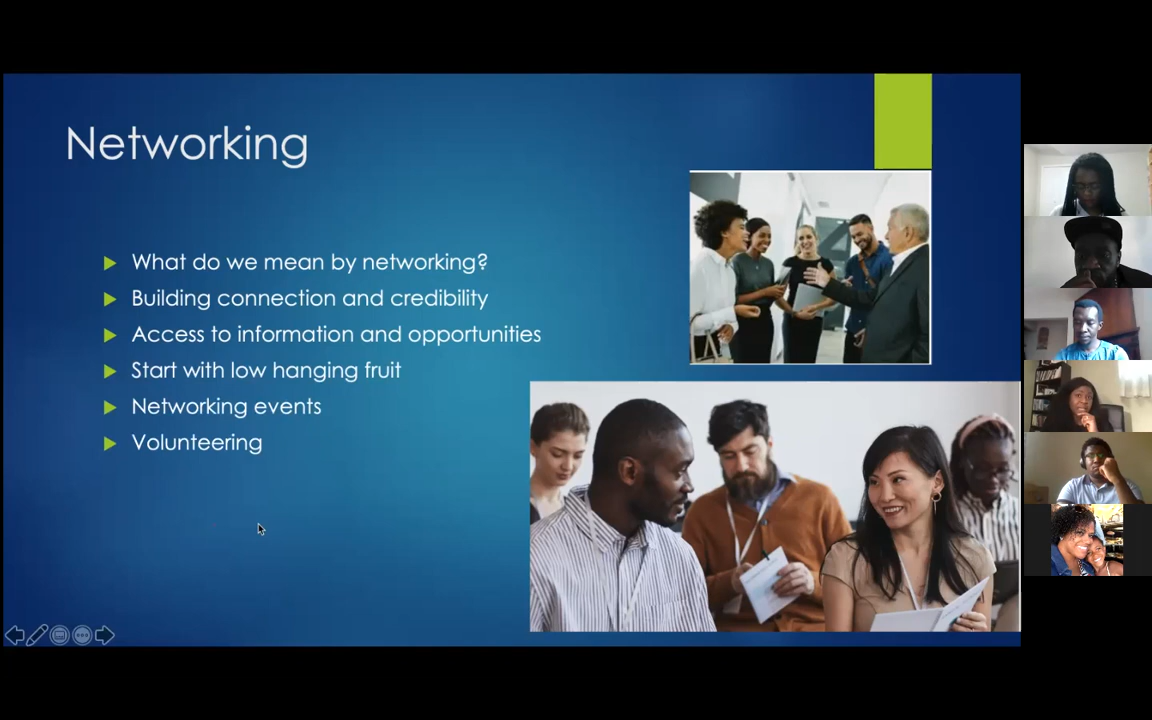 Networking
What do we mean by networking?
Building connection and credibility
Access to information and opportunities
Start with low hanging fruit
Networking events
Volunteering